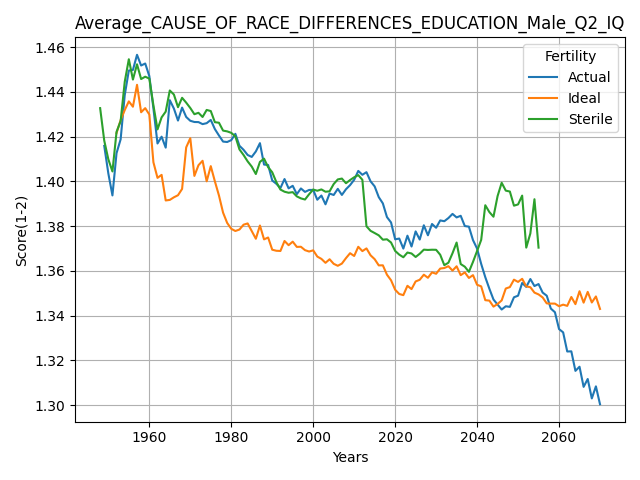 Average_CAUSE_OF_RACE_DIFFERENCES_EDUCATION_Male_Q2_IQ
Fertility
Actual
Ideal
Sterile
Score(1-2)
1.46
1.44
1.42
1.40
1.38
1.36
1.34
1.32
1.30
1960
1980
2000
2020
2040
2060
Years